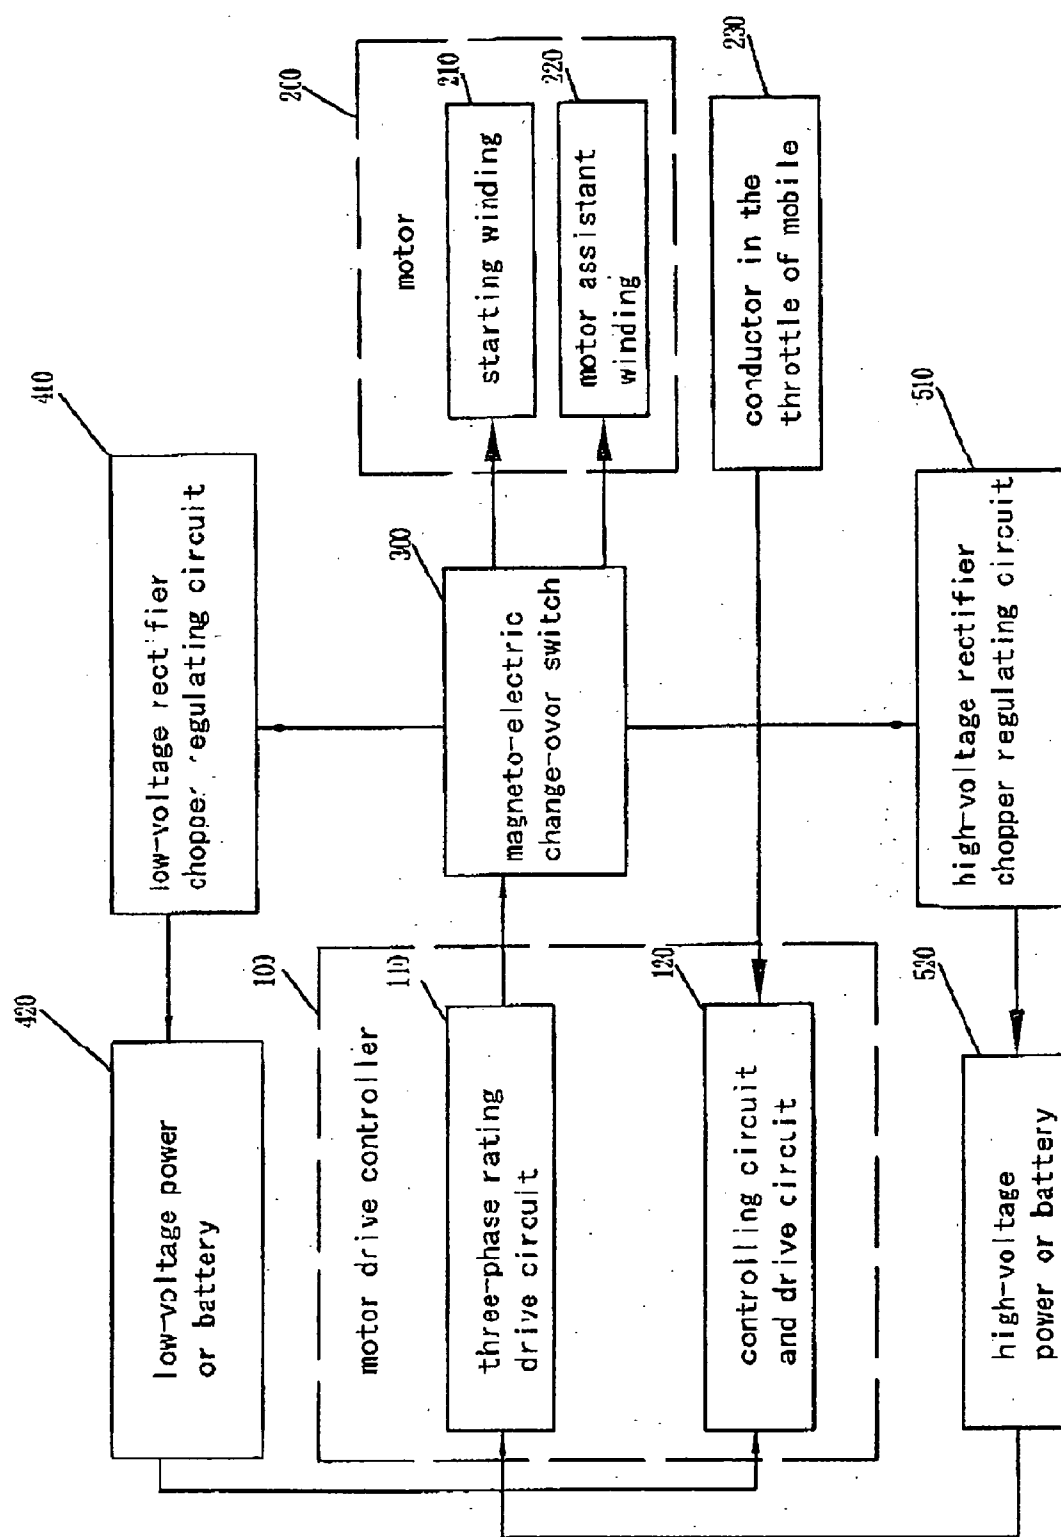 420
low-voltage power
or battery
410
low-voltage rectifier
chopper regulating circuit
100
motor drive controller
110
three-phase rating
drive circuit
120
controlling circuit
and drive circuit
300
magneto-electric
change-ovor switch
200
motor
210
starting winding
220
motor assistant
winding
230
conductor in the
throttle of mobile
520
high-voltage
power or battery
510
high-voltage rectifier
chopper regulating circuit